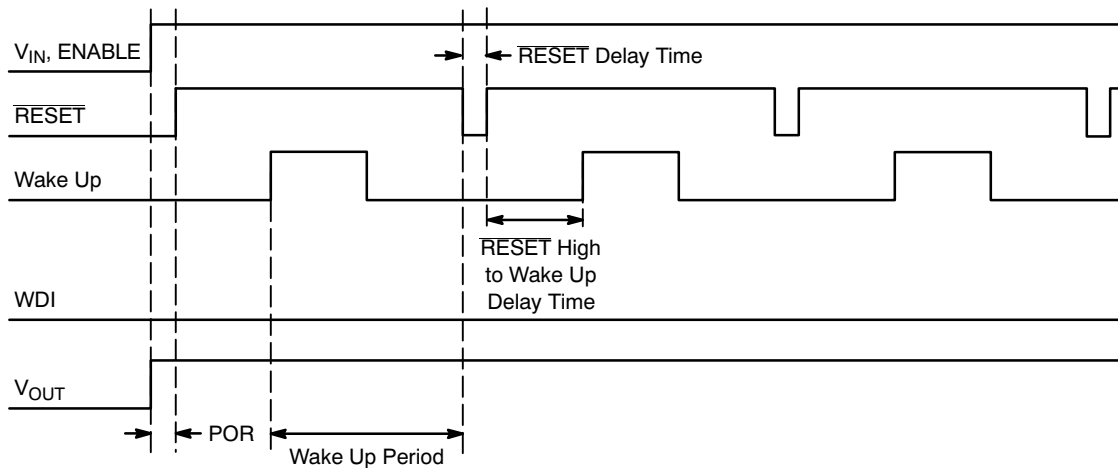 V_IN, ENABLE
RESET Delay Time
RESET
Wake Up
RESET High
to Wake Up
Delay Time
WDI
V_OUT
POR
Wake Up Period